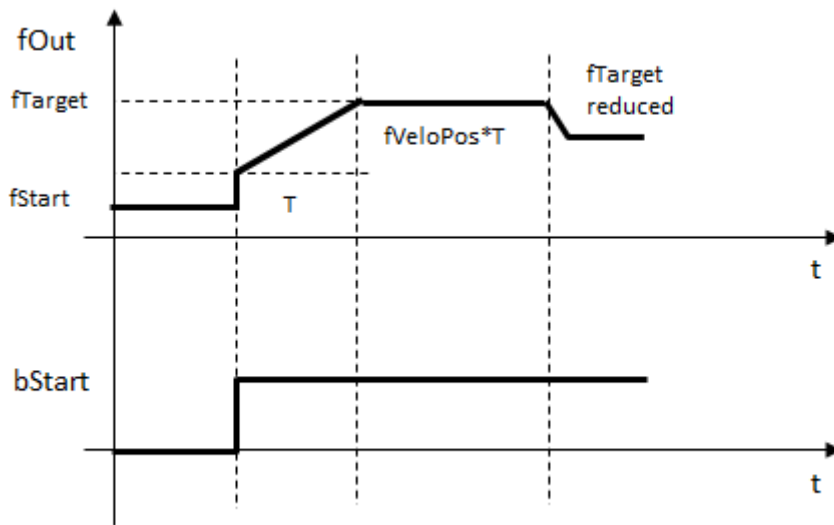 fOut
fTarget
reduced
fTarget
fVeloPos*T
fStart
T
t
bStart
t